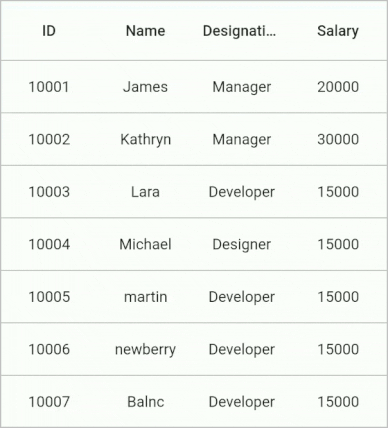 ID Name Designati... Salary
10001 James Manager 20000
10002 Kathryn Manager 30000
10003 Lara Developer 15000
10004 Michael Designer 15000
10005 martin Developer 15000
10006 newberry Developer 15000
10007 Balnc Developer 15000